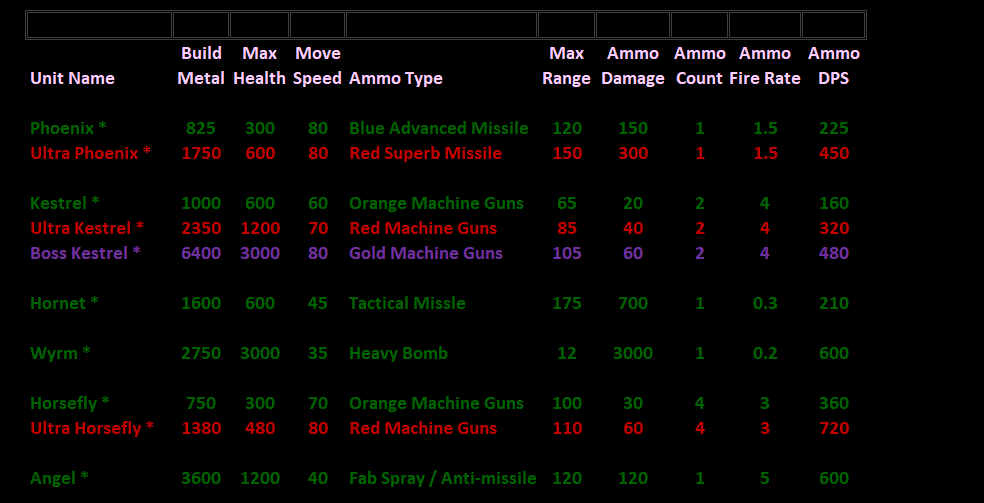 Build Max Move Max Ammo Ammo Ammo Ammo
Unit Name Metal Health Speed Ammo Type Range Damage Count Fire Rate DPS
Phoenix * 825 300 80 Blue Advanced Missile 120 150 1 1.5 225
Ultra Phoenix * 1750 600 80 Red Superb Missile 150 300 1 1.5 450
Kestrel * 1000 600 60 Orange Machine Guns 65 20 2 4 160
Ultra Kestrel * 2350 1200 70 Red Machine Guns 85 40 2 4 320
Boss Kestrel * 6400 3000 80 Gold Machine Guns 105 60 2 4 480
Hornet * 1600 600 45 Tactical Missle 175 700 1 0.3 210
Wyrm * 2750 3000 35 Heavy Bomb 12 3000 1 0.2 600
Horsefly * 750 300 70 Orange Machine Guns 100 30 4 3 360
Ultra Horsefly * 1380 480 80 Red Machine Guns 110 60 4 3 720
Angel * 3600 1200 40 Fab Spray / Anti-missile 120 120 1 5 600